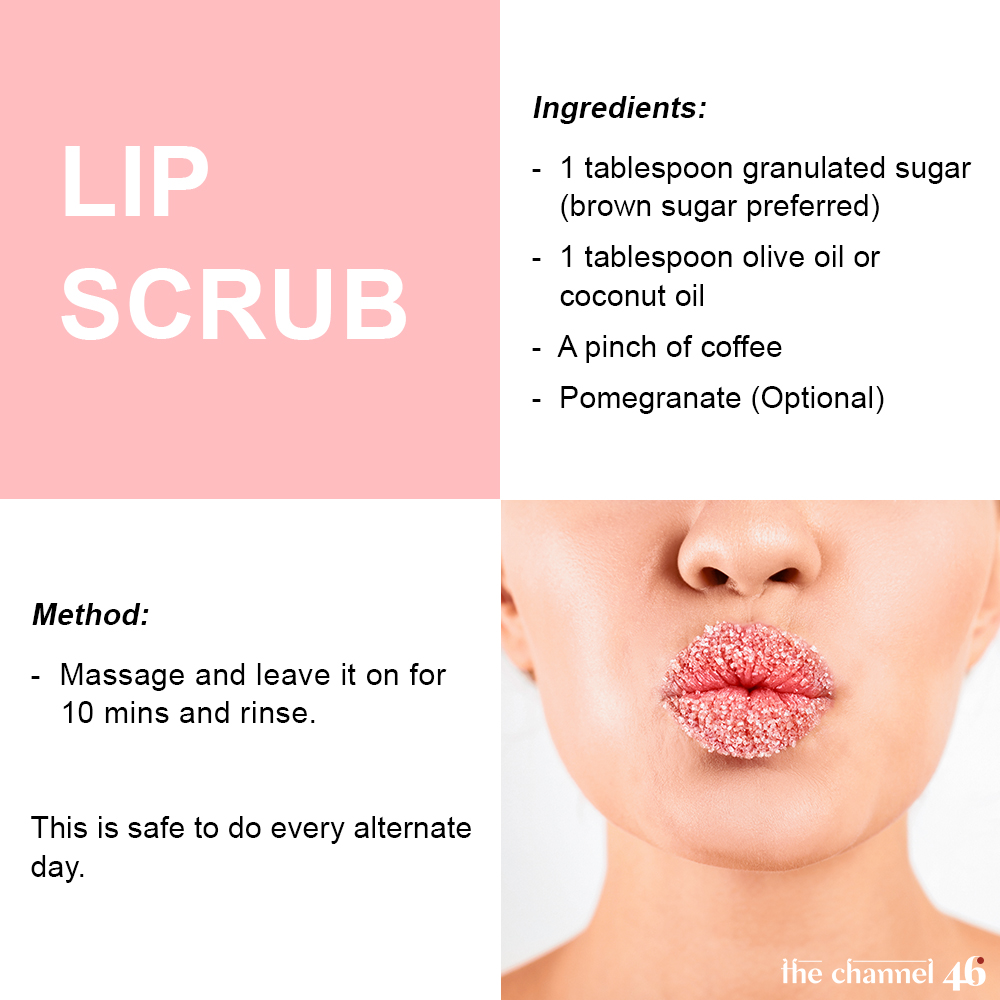 LIP
SCRUB
Ingredients:
- 1 tablespoon granulated sugar
(brown sugar preferred)
- 1 tablespoon olive oil or
coconut oil
- A pinch of coffee
- Pomegranate (Optional)
Method:
- Massage and leave it on for
10 mins and rinse.
This is safe to do every alternate
day.
the channel 46